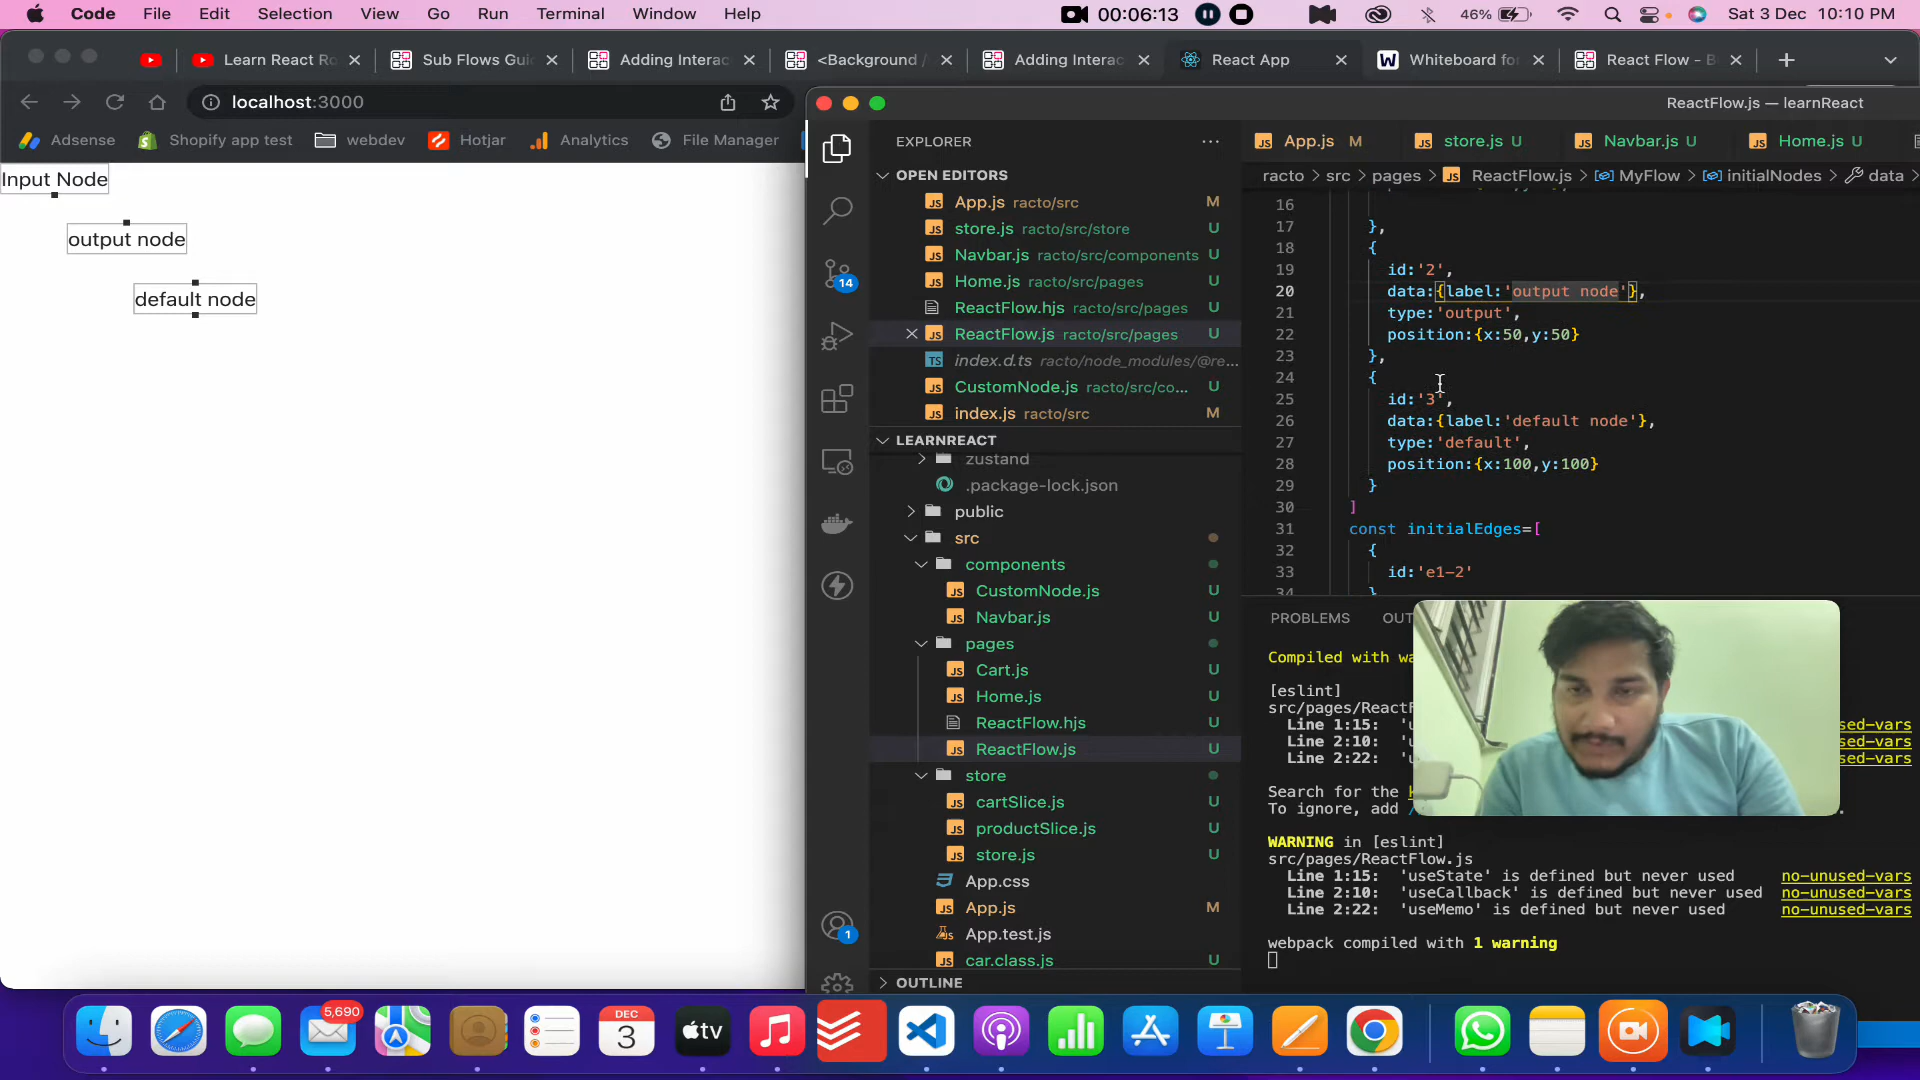 Code File Edit Selection View Go Run Terminal Window Help 00:06:13 46% Sat 3 Dec 10:10 PM
Learn React Ro Sub Flows Gui Adding Interac <Background / Adding Interac React App Whiteboard for React Flow - B
localhost:3000
Adsense Shopify app test webdev Hotjar Analytics File Manager
Input Node
output node
default node
ReactFlow.js — learnReact
EXPLORER
OPEN EDITORS
App.js racto/src M
store.js racto/src/store U
Navbar.js racto/src/components U
Home.js racto/src/pages U
ReactFlow.hjs racto/src/pages U
ReactFlow.js racto/src/pages U
TS index.d.ts racto/node_modules/@re...
CustomNode.js racto/src/co... U
index.js racto/src M
LEARNREACT
zustand
.package-lock.json
public
src
components
CustomNode.js U
Navbar.js U
pages
Cart.js U
Home.js U
ReactFlow.hjs U
ReactFlow.js U
store
cartSlice.js U
productSlice.js U
store.js U
App.css
App.js M
App.test.js
car.class.js U
OUTLINE
14
1
App.js M store.js U Navbar.js U Home.js U
racto > src > pages > ReactFlow.js > MyFlow > initialNodes > data
16
17 },
18 {
19 id:'2',
20 data:{label:'output node'},
21 type:'output',
22 position:{x:50,y:50}
23 },
24 {
25 id:'3',
26 data:{label:'default node'},
27 type:'default',
28 position:{x:100,y:100}
29 }
30 ]
31 const initialEdges=[
32 {
33 id:'e1-2'
34 }
PROBLEMS OUT
Compiled with wa
[eslint]
src/pages/ReactF
Line 1:15: 'u sed-vars
Line 2:10: 'u sed-vars
Line 2:22: 'u sed-vars
Search for the k
To ignore, add / .
WARNING in [eslint]
src/pages/ReactFlow.js
Line 1:15: 'useState' is defined but never used no-unused-vars
Line 2:10: 'useCallback' is defined but never used no-unused-vars
Line 2:22: 'useMemo' is defined but never used no-unused-vars
webpack compiled with 1 warning
5,690
DEC
3
tv